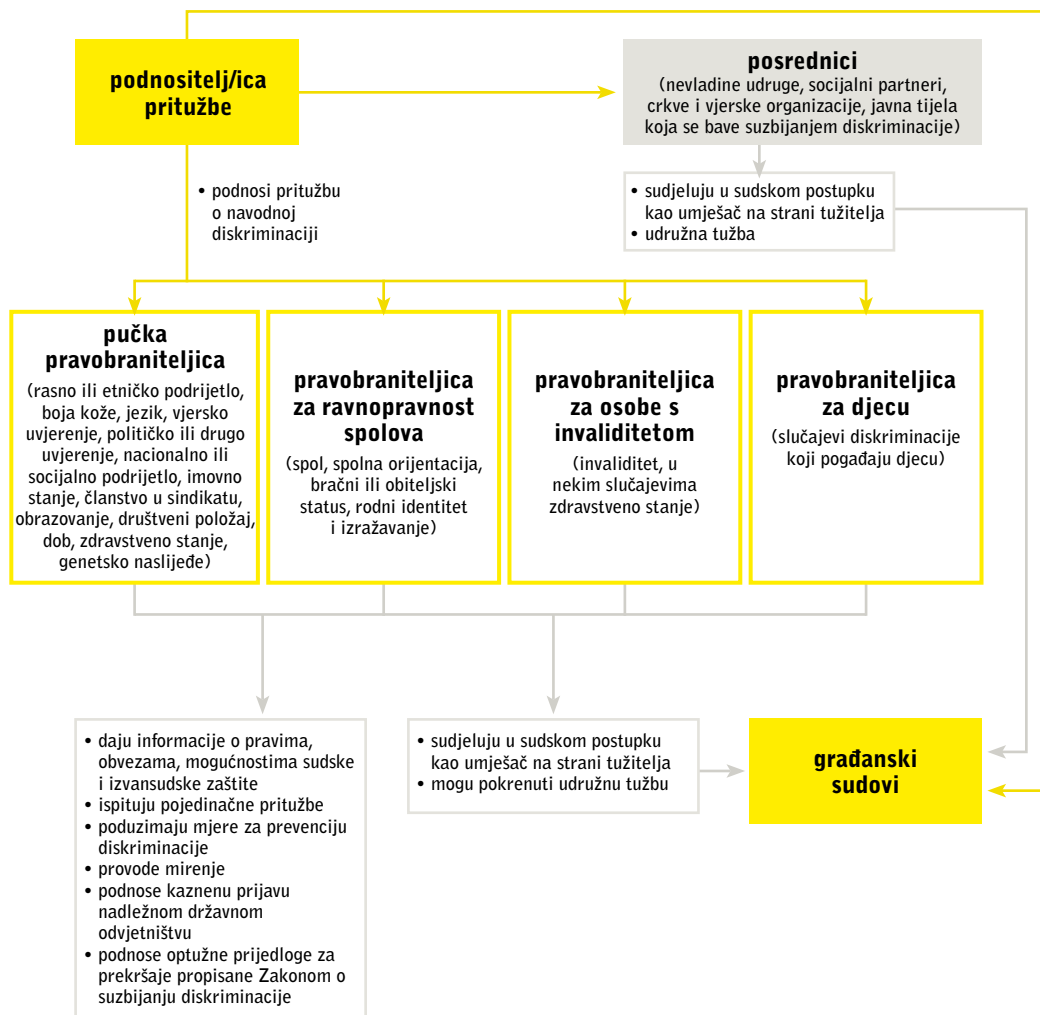 podnositelj/ica
pritužbe
posrednici
(nevladine udruge, socijalni partneri,
crkve i vjerske organizacije, javna tijela
koja se bave suzbijanjem diskriminacije)
• podnosi pritužbu
o navodnoj
diskriminaciji
• sudjeluju u sudskom postupku
kao umješač na strani tužitelja
• udružna tužba
pučka
pravobraniteljica
(rasno ili etničko podrijetlo,
boja kože, jezik, vjersko
uvjerenje, političko ili drugo
uvjerenje, nacionalno ili
socijalno podrijetlo, imovno
stanje, članstvo u sindikatu,
obrazovanje, društveni položaj,
dob, zdravstveno stanje,
genetsko naslijeđe)
pravobraniteljica
za ravnopravnost
spolova
(spol, spolna orijentacija,
bračni ili obiteljski
status, rodni identitet
i izražavanje)
pravobraniteljica
za osobe s
invaliditetom
(invaliditet, u
nekim slučajevima
zdravstveno stanje)
pravobraniteljica
za djecu
(slučajevi diskriminacije
koji pogađaju djecu)
• daju informacije o pravima,
obvezama, mogućnostima sudske
i izvansudske zaštite
• ispituju pojedinačne pritužbe
• poduzimaju mjere za prevenciju
diskriminacije
• provode mirenje
• podnose kaznenu prijavu
nadležnom državnom
odvjetništvu
• podnose optužne prijedloge za
prekršaje propisane Zakonom o
suzbijanju diskriminacije
• sudjeluju u sudskom postupku
kao umješač na strani tužitelja
• mogu pokrenuti udružnu tužbu
građanski
sudovi